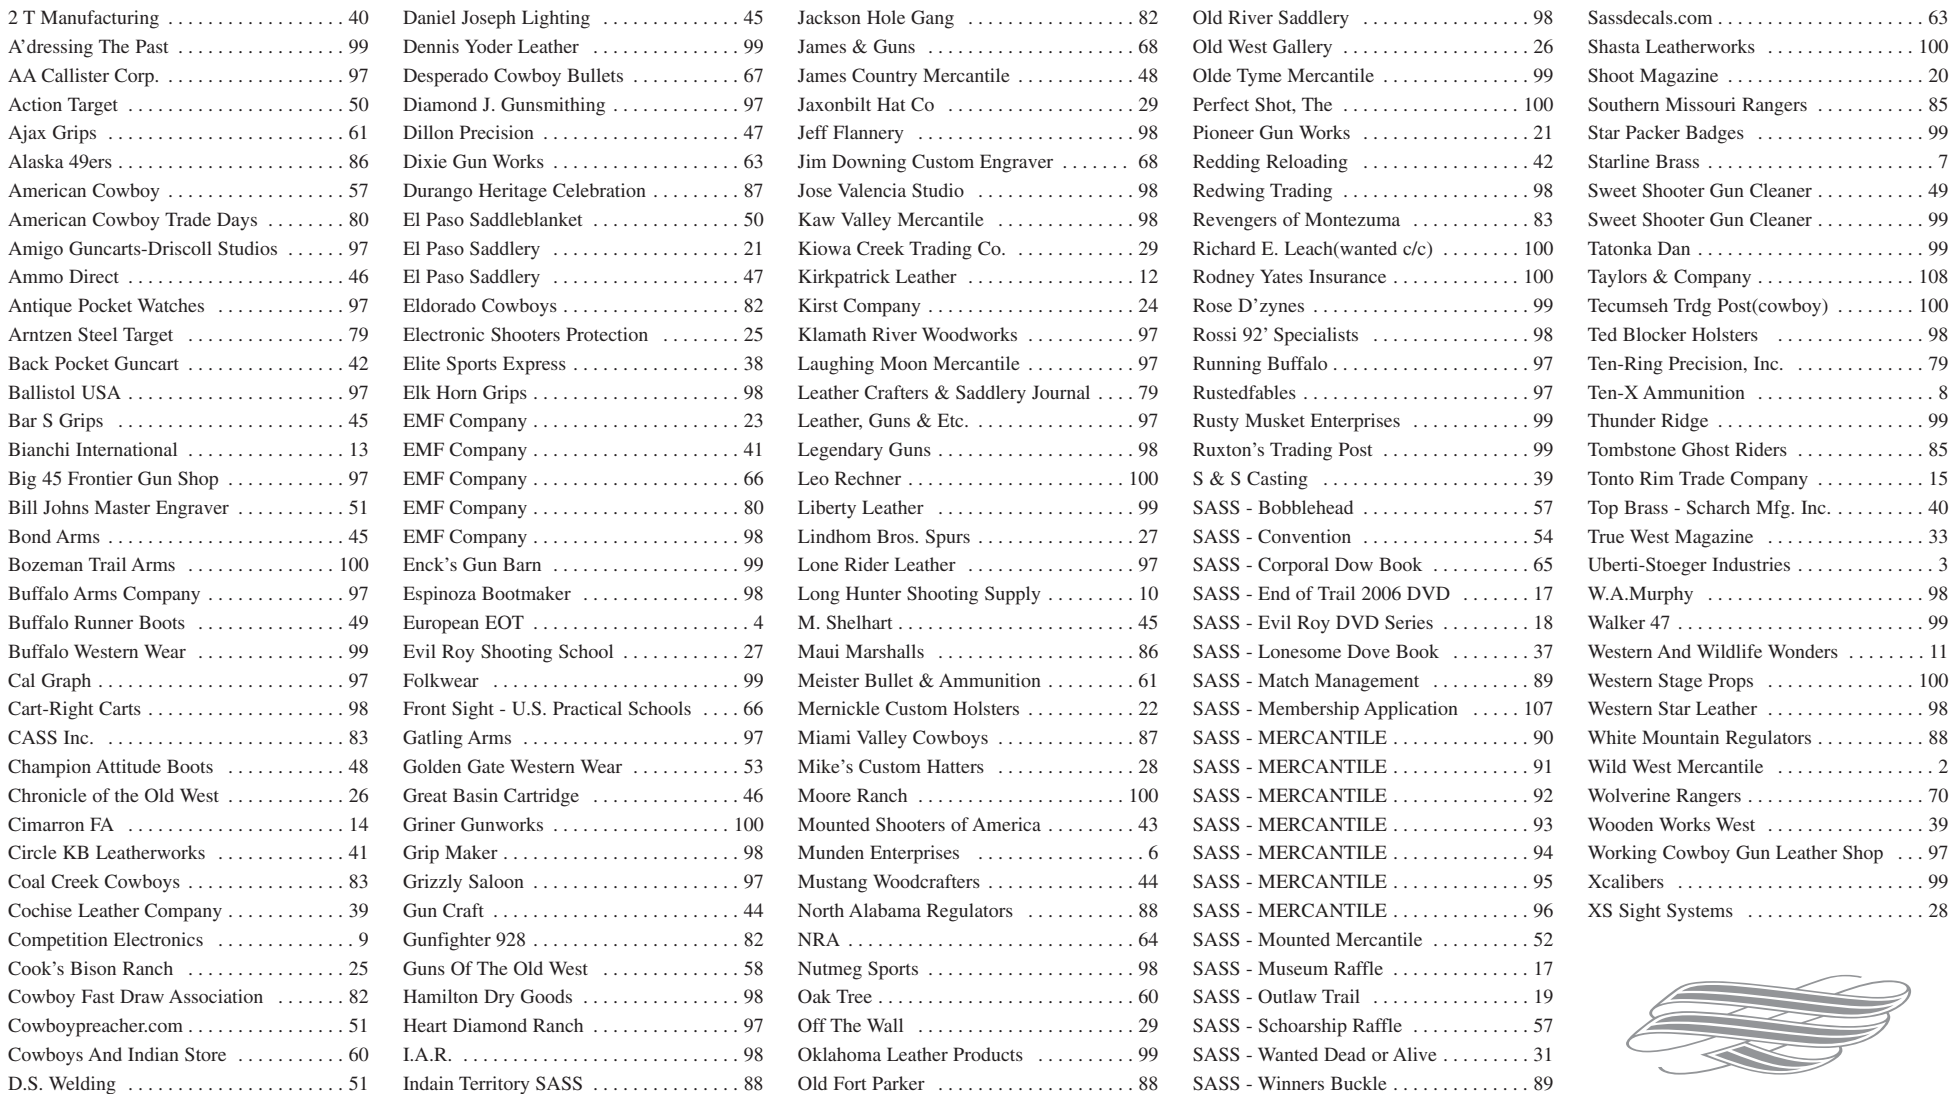 2 T Manufacturing . . . . . . . . . . . . . . . . . . 40
A’dressing The Past . . . . . . . . . . . . . . . . . 99
AA Callister Corp. . . . . . . . . . . . . . . . . . . 97
Action Target . . . . . . . . . . . . . . . . . . . . . . 50
Ajax Grips . . . . . . . . . . . . . . . . . . . . . . . . 61
Alaska 49ers . . . . . . . . . . . . . . . . . . . . . . . 86
American Cowboy . . . . . . . . . . . . . . . . . . 57
American Cowboy Trade Days . . . . . . . . 80
Amigo Guncarts-Driscoll Studios . . . . . . 97
Ammo Direct . . . . . . . . . . . . . . . . . . . . . . 46
Antique Pocket Watches . . . . . . . . . . . . . 97
Arntzen Steel Target . . . . . . . . . . . . . . . . 79
Back Pocket Guncart . . . . . . . . . . . . . . . . 42
Ballistol USA . . . . . . . . . . . . . . . . . . . . . . 97
Bar S Grips . . . . . . . . . . . . . . . . . . . . . . . 45
Bianchi International . . . . . . . . . . . . . . . . 13
Big 45 Frontier Gun Shop . . . . . . . . . . . . 97
Bill Johns Master Engraver . . . . . . . . . . . 51
Bond Arms . . . . . . . . . . . . . . . . . . . . . . . . 45
Bozeman Trail Arms . . . . . . . . . . . . . . . 100
Buffalo Arms Company . . . . . . . . . . . . . . 97
Buffalo Runner Boots . . . . . . . . . . . . . . . 49
Buffalo Western Wear . . . . . . . . . . . . . . . 99
Cal Graph . . . . . . . . . . . . . . . . . . . . . . . . . 97
Cart-Right Carts . . . . . . . . . . . . . . . . . . . . 98
CASS Inc. . . . . . . . . . . . . . . . . . . . . . . . . 83
Champion Attitude Boots . . . . . . . . . . . . 48
Chronicle of the Old West . . . . . . . . . . . . 26
Cimarron FA . . . . . . . . . . . . . . . . . . . . . . 14
Circle KB Leatherworks . . . . . . . . . . . . . 41
Coal Creek Cowboys . . . . . . . . . . . . . . . . 83
Cochise Leather Company . . . . . . . . . . . . 39
Competition Electronics . . . . . . . . . . . . . . 9
Cook’s Bison Ranch . . . . . . . . . . . . . . . . 25
Cowboy Fast Draw Association . . . . . . . 82
Cowboypreacher.com . . . . . . . . . . . . . . . . 51
Cowboys And Indian Store . . . . . . . . . . . 60
D.S. Welding . . . . . . . . . . . . . . . . . . . . . . 51
Daniel Joseph Lighting . . . . . . . . . . . . . . 45
Dennis Yoder Leather . . . . . . . . . . . . . . . 99
Desperado Cowboy Bullets . . . . . . . . . . . 67
Diamond J. Gunsmithing . . . . . . . . . . . . . 97
Dillon Precision . . . . . . . . . . . . . . . . . . . . 47
Dixie Gun Works . . . . . . . . . . . . . . . . . . . 63
Durango Heritage Celebration . . . . . . . . . 87
El Paso Saddleblanket . . . . . . . . . . . . . . . 50
El Paso Saddlery . . . . . . . . . . . . . . . . . . . 21
El Paso Saddlery . . . . . . . . . . . . . . . . . . . 47
Eldorado Cowboys . . . . . . . . . . . . . . . . . . 82
Electronic Shooters Protection . . . . . . . . 25
Elite Sports Express . . . . . . . . . . . . . . . . . 38
Elk Horn Grips . . . . . . . . . . . . . . . . . . . . . 98
EMF Company . . . . . . . . . . . . . . . . . . . . . 23
EMF Company . . . . . . . . . . . . . . . . . . . . . 41
EMF Company . . . . . . . . . . . . . . . . . . . . . 66
EMF Company . . . . . . . . . . . . . . . . . . . . . 80
EMF Company . . . . . . . . . . . . . . . . . . . . . 98
Enck’s Gun Barn . . . . . . . . . . . . . . . . . . . 99
Espinoza Bootmaker . . . . . . . . . . . . . . . . 98
European EOT . . . . . . . . . . . . . . . . . . . . . . 4
Evil Roy Shooting School . . . . . . . . . . . . 27
Folkwear . . . . . . . . . . . . . . . . . . . . . . . . . 99
Front Sight - U.S. Practical Schools . . . . 66
Gatling Arms . . . . . . . . . . . . . . . . . . . . . . 97
Golden Gate Western Wear . . . . . . . . . . . 53
Great Basin Cartridge . . . . . . . . . . . . . . . 46
Griner Gunworks . . . . . . . . . . . . . . . . . . 100
Grip Maker . . . . . . . . . . . . . . . . . . . . . . . . 98
Grizzly Saloon . . . . . . . . . . . . . . . . . . . . . 97
Gun Craft . . . . . . . . . . . . . . . . . . . . . . . . . 44
Gunfighter 928 . . . . . . . . . . . . . . . . . . . . . 82
Guns Of The Old West . . . . . . . . . . . . . . 58
Hamilton Dry Goods . . . . . . . . . . . . . . . . 98
Heart Diamond Ranch . . . . . . . . . . . . . . . 97
I.A.R. . . . . . . . . . . . . . . . . . . . . . . . . . . . . 98
Indain Territory SASS . . . . . . . . . . . . . . . 88
Jackson Hole Gang . . . . . . . . . . . . . . . . . 82
James & Guns . . . . . . . . . . . . . . . . . . . . . 68
James Country Mercantile . . . . . . . . . . . . 48
Jaxonbilt Hat Co . . . . . . . . . . . . . . . . . . . 29
Jeff Flannery . . . . . . . . . . . . . . . . . . . . . . 98
Jim Downing Custom Engraver . . . . . . . 68
Jose Valencia Studio . . . . . . . . . . . . . . . . 98
Kaw Valley Mercantile . . . . . . . . . . . . . . 98
Kiowa Creek Trading Co. . . . . . . . . . . . . 29
Kirkpatrick Leather . . . . . . . . . . . . . . . . . 12
Kirst Company . . . . . . . . . . . . . . . . . . . . . 24
Klamath River Woodworks . . . . . . . . . . . 97
Laughing Moon Mercantile . . . . . . . . . . . 97
Leather Crafters & Saddlery Journal . . . . 79
Leather, Guns & Etc. . . . . . . . . . . . . . . . . 97
Legendary Guns . . . . . . . . . . . . . . . . . . . . 98
Leo Rechner . . . . . . . . . . . . . . . . . . . . . . 100
Liberty Leather . . . . . . . . . . . . . . . . . . . . 99
Lindhom Bros. Spurs . . . . . . . . . . . . . . . . 27
Lone Rider Leather . . . . . . . . . . . . . . . . . 97
Long Hunter Shooting Supply . . . . . . . . . 10
M. Shelhart . . . . . . . . . . . . . . . . . . . . . . . . 45
Maui Marshalls . . . . . . . . . . . . . . . . . . . . 86
Meister Bullet & Ammunition . . . . . . . . . 61
Mernickle Custom Holsters . . . . . . . . . . . 22
Miami Valley Cowboys . . . . . . . . . . . . . . 87
Mike’s Custom Hatters . . . . . . . . . . . . . . 28
Moore Ranch . . . . . . . . . . . . . . . . . . . . . 100
Mounted Shooters of America . . . . . . . . . 43
Munden Enterprises . . . . . . . . . . . . . . . . . 6
Mustang Woodcrafters . . . . . . . . . . . . . . . 44
North Alabama Regulators . . . . . . . . . . . 88
NRA . . . . . . . . . . . . . . . . . . . . . . . . . . . . . 64
Nutmeg Sports . . . . . . . . . . . . . . . . . . . . . 98
Oak Tree . . . . . . . . . . . . . . . . . . . . . . . . . . 60
Off The Wall . . . . . . . . . . . . . . . . . . . . . . 29
Oklahoma Leather Products . . . . . . . . . . 99
Old Fort Parker . . . . . . . . . . . . . . . . . . . . 88
Old River Saddlery . . . . . . . . . . . . . . . . . 98
Old West Gallery . . . . . . . . . . . . . . . . . . . 26
Olde Tyme Mercantile . . . . . . . . . . . . . . . 99
Perfect Shot, The . . . . . . . . . . . . . . . . . . 100
Pioneer Gun Works . . . . . . . . . . . . . . . . . 21
Redding Reloading . . . . . . . . . . . . . . . . . 42
Redwing Trading . . . . . . . . . . . . . . . . . . . 98
Revengers of Montezuma . . . . . . . . . . . . 83
Richard E. Leach(wanted c/c) . . . . . . . . 100
Rodney Yates Insurance . . . . . . . . . . . . . 100
Rose D’zynes . . . . . . . . . . . . . . . . . . . . . . 99
Rossi 92’ Specialists . . . . . . . . . . . . . . . . 98
Running Buffalo . . . . . . . . . . . . . . . . . . . . 97
Rustedfables . . . . . . . . . . . . . . . . . . . . . . . 97
Rusty Musket Enterprises . . . . . . . . . . . . 99
Ruxton’s Trading Post . . . . . . . . . . . . . . . 99
S & S Casting . . . . . . . . . . . . . . . . . . . . . 39
SASS - Bobblehead . . . . . . . . . . . . . . . . . 57
SASS - Convention . . . . . . . . . . . . . . . . . 54
SASS - Corporal Dow Book . . . . . . . . . . 65
SASS - End of Trail 2006 DVD . . . . . . . 17
SASS - Evil Roy DVD Series . . . . . . . . . 18
SASS - Lonesome Dove Book . . . . . . . . 37
SASS - Match Management . . . . . . . . . . 89
SASS - Membership Application . . . . . 107
SASS - MERCANTILE . . . . . . . . . . . . . . 90
SASS - MERCANTILE . . . . . . . . . . . . . . 91
SASS - MERCANTILE . . . . . . . . . . . . . . 92
SASS - MERCANTILE . . . . . . . . . . . . . . 93
SASS - MERCANTILE . . . . . . . . . . . . . . 94
SASS - MERCANTILE . . . . . . . . . . . . . . 95
SASS - MERCANTILE . . . . . . . . . . . . . . 96
SASS - Mounted Mercantile . . . . . . . . . . 52
SASS - Museum Raffle . . . . . . . . . . . . . . 17
SASS - Outlaw Trail . . . . . . . . . . . . . . . . 19
SASS - Schoarship Raffle . . . . . . . . . . . . 57
SASS - Wanted Dead or Alive . . . . . . . . . 31
SASS - Winners Buckle . . . . . . . . . . . . . . 89
Sassdecals.com . . . . . . . . . . . . . . . . . . . . . 63
Shasta Leatherworks . . . . . . . . . . . . . . . 100
Shoot Magazine . . . . . . . . . . . . . . . . . . . . 20
Southern Missouri Rangers . . . . . . . . . . . 85
Star Packer Badges . . . . . . . . . . . . . . . . . 99
Starline Brass . . . . . . . . . . . . . . . . . . . . . . . 7
Sweet Shooter Gun Cleaner . . . . . . . . . . . 49
Sweet Shooter Gun Cleaner . . . . . . . . . . . 99
Tatonka Dan . . . . . . . . . . . . . . . . . . . . . . . 99
Taylors & Company . . . . . . . . . . . . . . . . 108
Tecumseh Trdg Post(cowboy) . . . . . . . . 100
Ted Blocker Holsters . . . . . . . . . . . . . . . . 98
Ten-Ring Precision, Inc. . . . . . . . . . . . . . 79
Ten-X Ammunition . . . . . . . . . . . . . . . . . . 8
Thunder Ridge . . . . . . . . . . . . . . . . . . . . . 99
Tombstone Ghost Riders . . . . . . . . . . . . . 85
Tonto Rim Trade Company . . . . . . . . . . . 15
Top Brass - Scharch Mfg. Inc. . . . . . . . . . 40
True West Magazine . . . . . . . . . . . . . . . . 33
Uberti-Stoeger Industries . . . . . . . . . . . . . . 3
W.A.Murphy . . . . . . . . . . . . . . . . . . . . . . 98
Walker 47 . . . . . . . . . . . . . . . . . . . . . . . . . 99
Western And Wildlife Wonders . . . . . . . . 11
Western Stage Props . . . . . . . . . . . . . . . 100
Western Star Leather . . . . . . . . . . . . . . . . 98
White Mountain Regulators . . . . . . . . . . . 88
Wild West Mercantile . . . . . . . . . . . . . . . . 2
Wolverine Rangers . . . . . . . . . . . . . . . . . . 70
Wooden Works West . . . . . . . . . . . . . . . . 39
Working Cowboy Gun Leather Shop . . . 97
Xcalibers . . . . . . . . . . . . . . . . . . . . . . . . . 99
XS Sight Systems . . . . . . . . . . . . . . . . . . 28